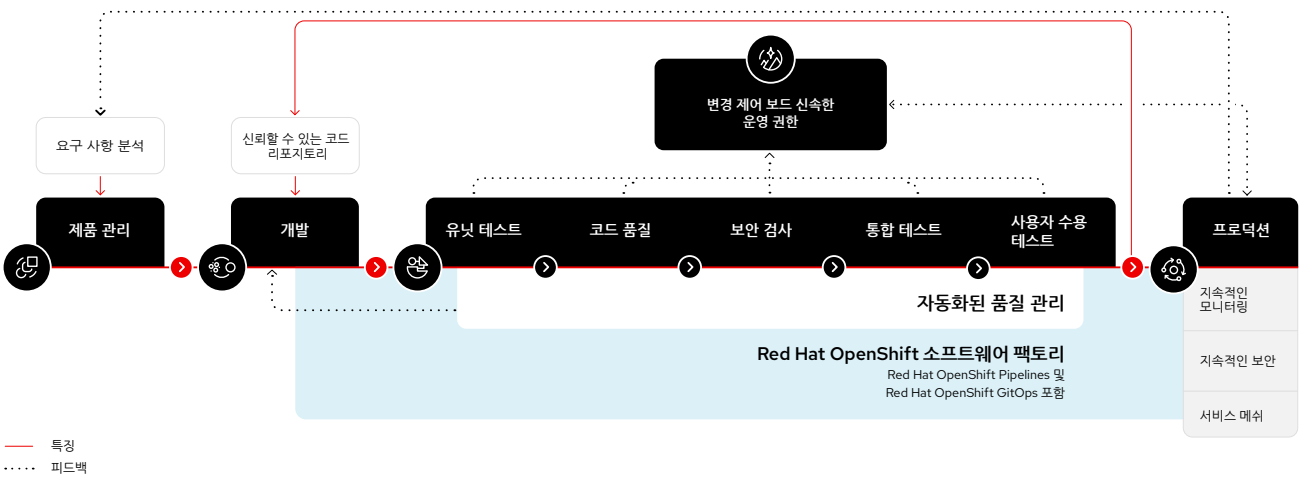 변경 제어 보드 신속한
운영 권한
요구 사항 분석
신뢰할 수 있는 코드
리포지토리
제품 관리
개발
유닛 테스트
코드 품질
보안 검사
통합 테스트
사용자 수용
테스트
프로덕션
자동화된 품질 관리
지속적인
모니터링
지속적인 보안
서비스 메쉬
Red Hat OpenShift 소프트웨어 팩토리
Red Hat OpenShift Pipelines 및
Red Hat OpenShift GitOps 포함
특징
피드백